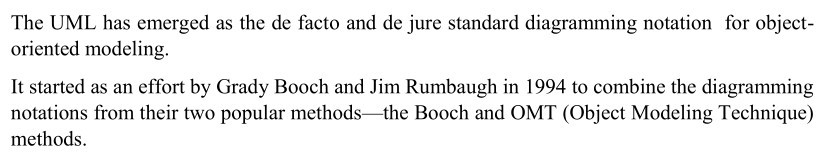 The UML has emerged as the de facto and de jure standard diagramming notation  for object-
oriented modeling.
It started as an effort by Grady Booch and Jim Rumbaugh in 1994 to combine the diagramming
notations from their two popular methods—the Booch and OMT (Object Modeling Technique)
methods.